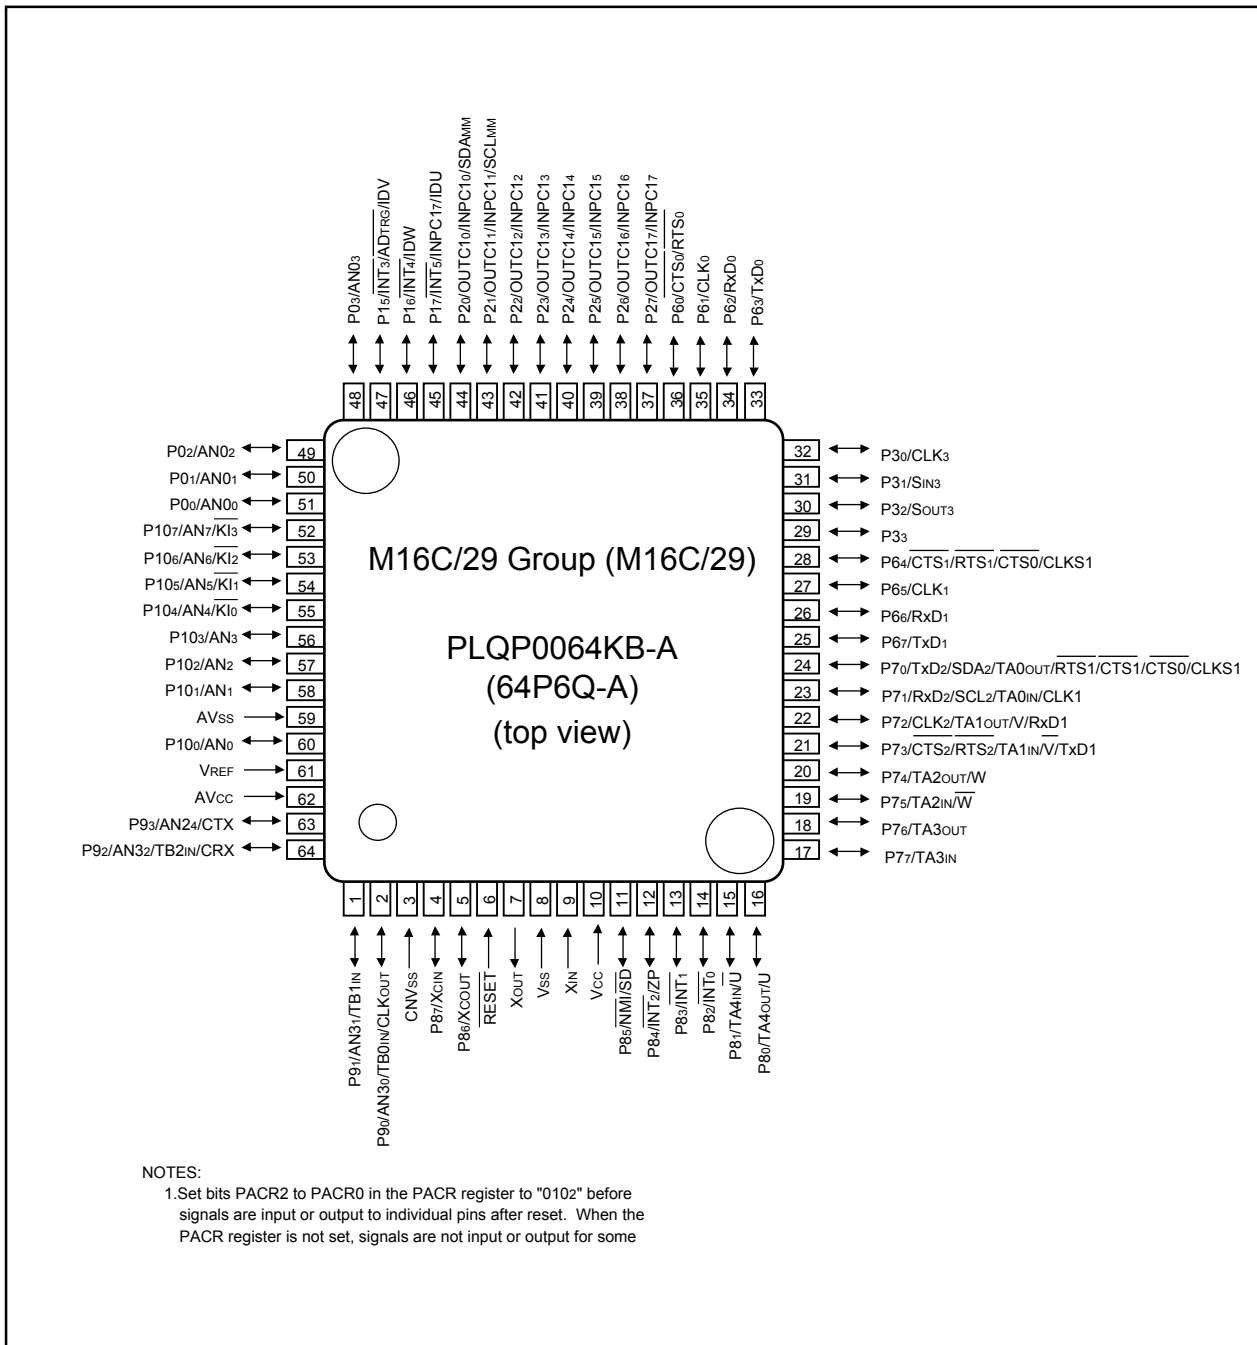 P03/AN03
P15/INT3/ADTRG/IDV
P16/INT4/IDW
P17/INT5/INPC17/IDU
P20/OUTC10/INPC10/SDAMM
P21/OUTC11/INPC11/SCLMM
P22/OUTC12/INPC12
P23/OUTC13/INPC13
P24/OUTC14/INPC14
P25/OUTC15/INPC15
P26/OUTC16/INPC16
P27/OUTC17/INPC17
P60/CTS0/RTS0
P61/CLK0
P62/RxD0
P63/TxD0
48 47 46 45 44 43 42 41 40 39 38 37 36 35 34 33
P02/AN02 49
P01/AN01 50
P00/AN00 51
P107/AN7/KI3 52
P106/AN6/KI2 53
P105/AN5/KI1 54
P104/AN4/KI0 55
P103/AN3 56
P102/AN2 57
P101/AN1 58
AVSS 59
P100/AN0 60
VREF 61
AVCC 62
P93/AN24/CTX 63
P92/AN32/TB2IN/CRX 64
M16C/29 Group (M16C/29)
PLQP0064KB-A
(64P6Q-A)
(top view)
32 P30/CLK3
31 P31/SIN3
30 P32/SOUT3
29 P33
28 P64/CTS1/RTS1/CTS0/CLKS1
27 P65/CLK1
26 P66/RxD1
25 P67/TxD1
24 P70/TxD2/SDA2/TA0OUT/RTS1/CTS1/CTS0/CLKS1
23 P71/RxD2/SCL2/TA0IN/CLK1
22 P72/CLK2/TA1OUT/V/RxD1
21 P73/CTS2/RTS2/TA1IN/V/TxD1
20 P74/TA2OUT/W
19 P75/TA2IN/W
18 P76/TA3OUT
17 P77/TA3IN
1 2 3 4 5 6 7 8 9 10 11 12 13 14 15 16
P91/AN31/TB1IN
P90/AN30/TB0IN/CLKOUT
CNVSS
P87/XCIN
P86/XCOUT
RESET
XOUT
VSS
XIN
VCC
P85/NMI/SD
P84/INT2/ZP
P83/INT1
P82/INT0
P81/TA4IN/U
P80/TA4OUT/U
NOTES:
1.Set bits PACR2 to PACR0 in the PACR register to "0102" before
signals are input or output to individual pins after reset. When the
PACR register is not set, signals are not input or output for some